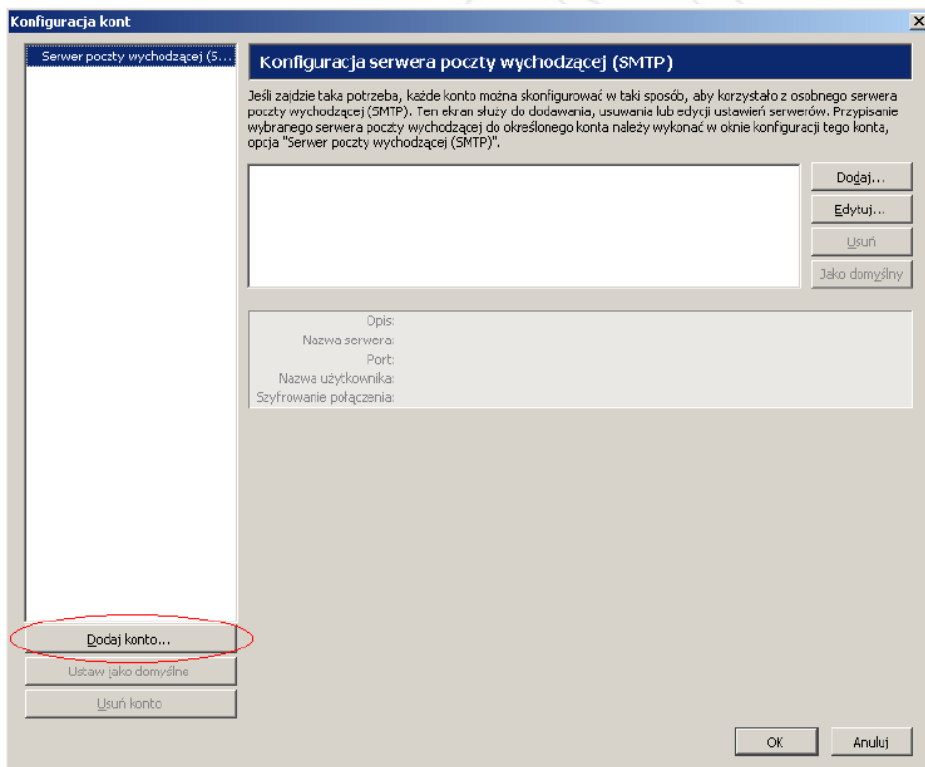 Konfiguracja kont
Serwer poczty wychodzącej (S...
Konfiguracja serwera poczty wychodzącej (SMTP)
Jeśli zajdzie taka potrzeba, każde konto można skonfigurować w taki sposób, aby korzystało z osobnego serwera
poczty wychodzącej (SMTP). Ten ekran służy do dodawania, usuwania lub edycji ustawień serwerów. Przypisanie
wybranego serwera poczty wychodzącej do określonego konta należy wykonać w oknie konfiguracji tego konta,
opcja "Serwer poczty wychodzącej (SMTP)".
Dodaj...
Edytuj...
Usuń
Jako domyślny
Opis:
Nazwa serwera:
Port:
Nazwa użytkownika:
Szyfrowanie połączenia:
Dodaj konto...
Ustaw jako domyślne
Usuń konto
OK
Anuluj